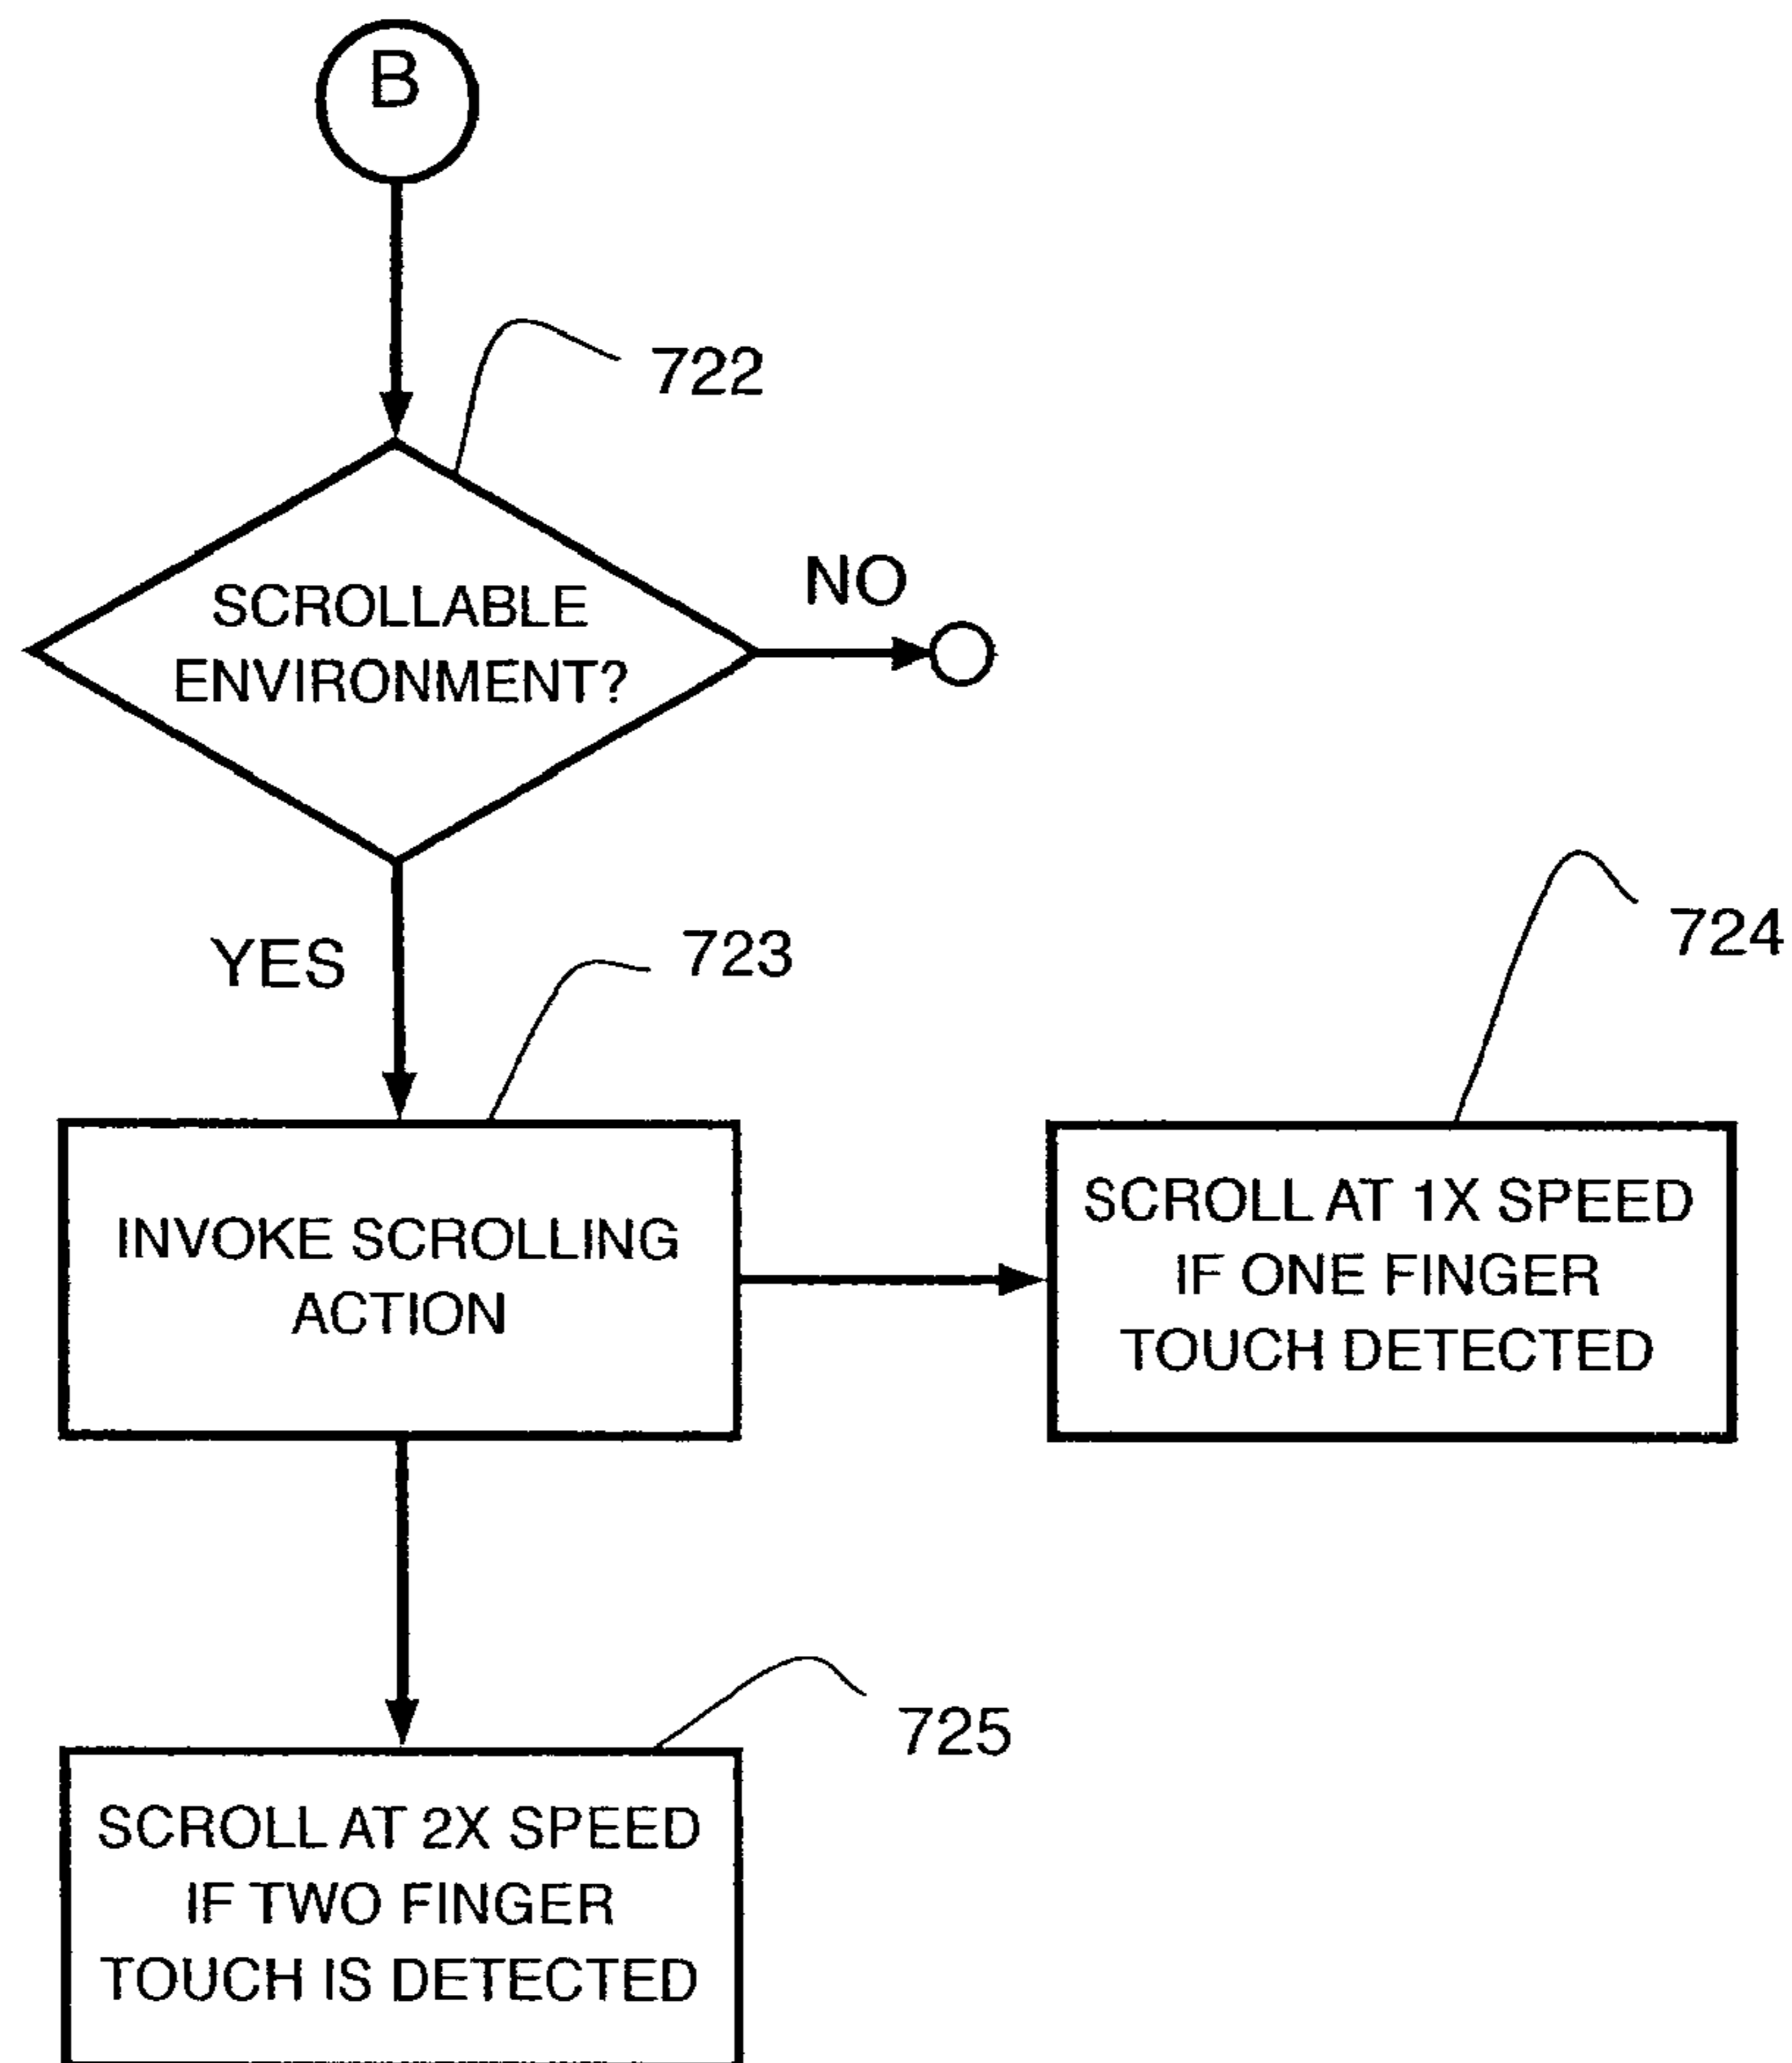 B
722
SCROLLABLE
ENVIRONMENT?
NO
YES
723
724
INVOKE SCROLLING
ACTION
SCROLL AT 1X SPEED
IF ONE FINGER
TOUCH DETECTED
725
SCROLL AT 2X SPEED
IF TWO FINGER
TOUCH IS DETECTED